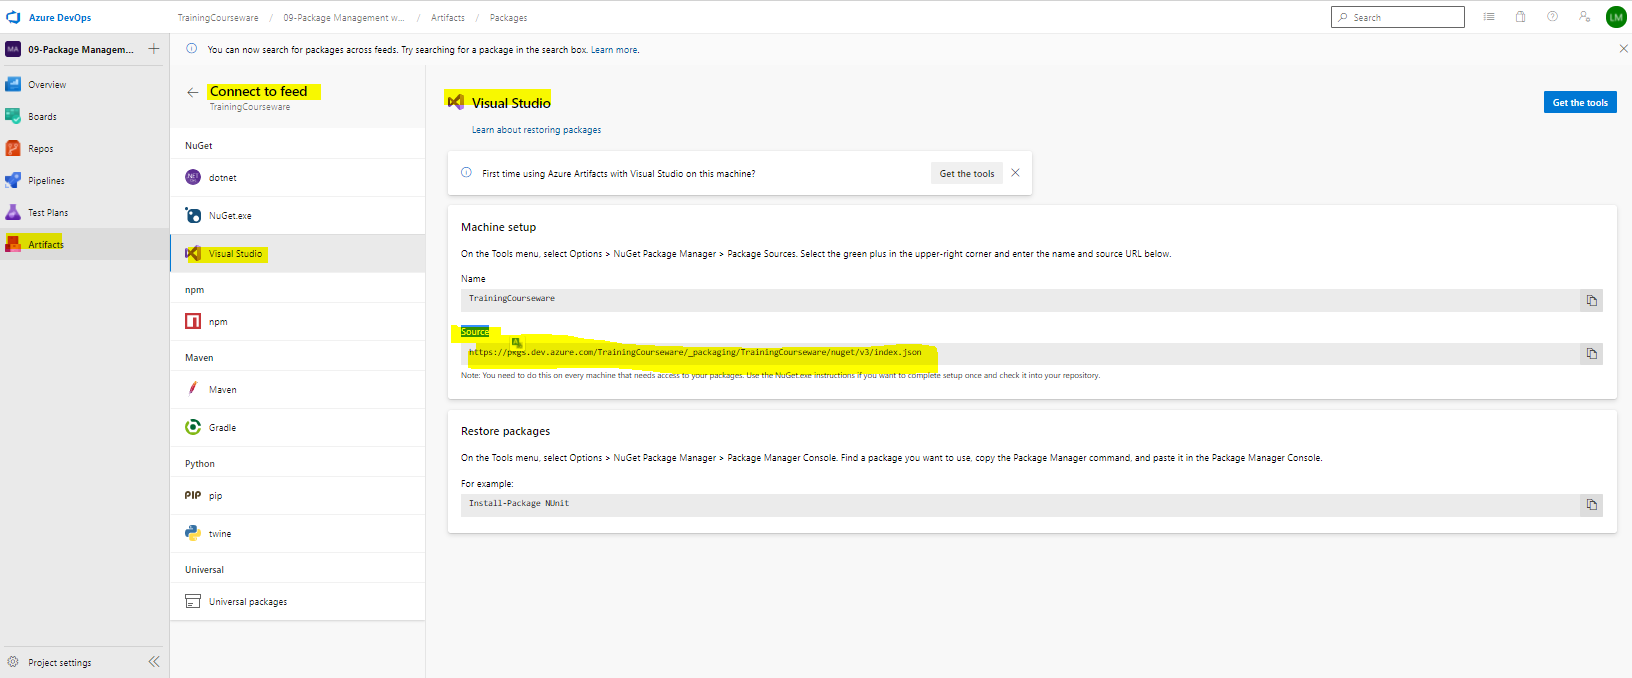 Azure DevOps
TrainingCourseware / 09-Package Management w... / Artifacts / Packages
Search
LM
MA 09-Package Managem...
Overview
Boards
Repos
Pipelines
Test Plans
Artifacts
Project settings
You can now search for packages across feeds. Try searching for a package in the search box. Learn more.
Connect to feed
TrainingCourseware
NuGet
dotnet
NuGet.exe
Visual Studio
npm
npm
Maven
Maven
Gradle
Python
PIP pip
twine
Universal
Universal packages
Visual Studio
Get the tools
Learn about restoring packages
First time using Azure Artifacts with Visual Studio on this machine?
Get the tools
Machine setup
On the Tools menu, select Options > NuGet Package Manager > Package Sources. Select the green plus in the upper-right corner and enter the name and source URL below.
Name
TrainingCourseware
Source
https://pkgs.dev.azure.com/TrainingCourseware/_packaging/TrainingCourseware/nuget/v3/index.json
Note: You need to do this on every machine that needs access to your packages. Use the NuGet.exe instructions if you want to complete setup once and check it into your repository.
Restore packages
On the Tools menu, select Options > NuGet Package Manager > Package Manager Console. Find a package you want to use, copy the Package Manager command, and paste it in the Package Manager Console.
For example:
Install-Package NUnit